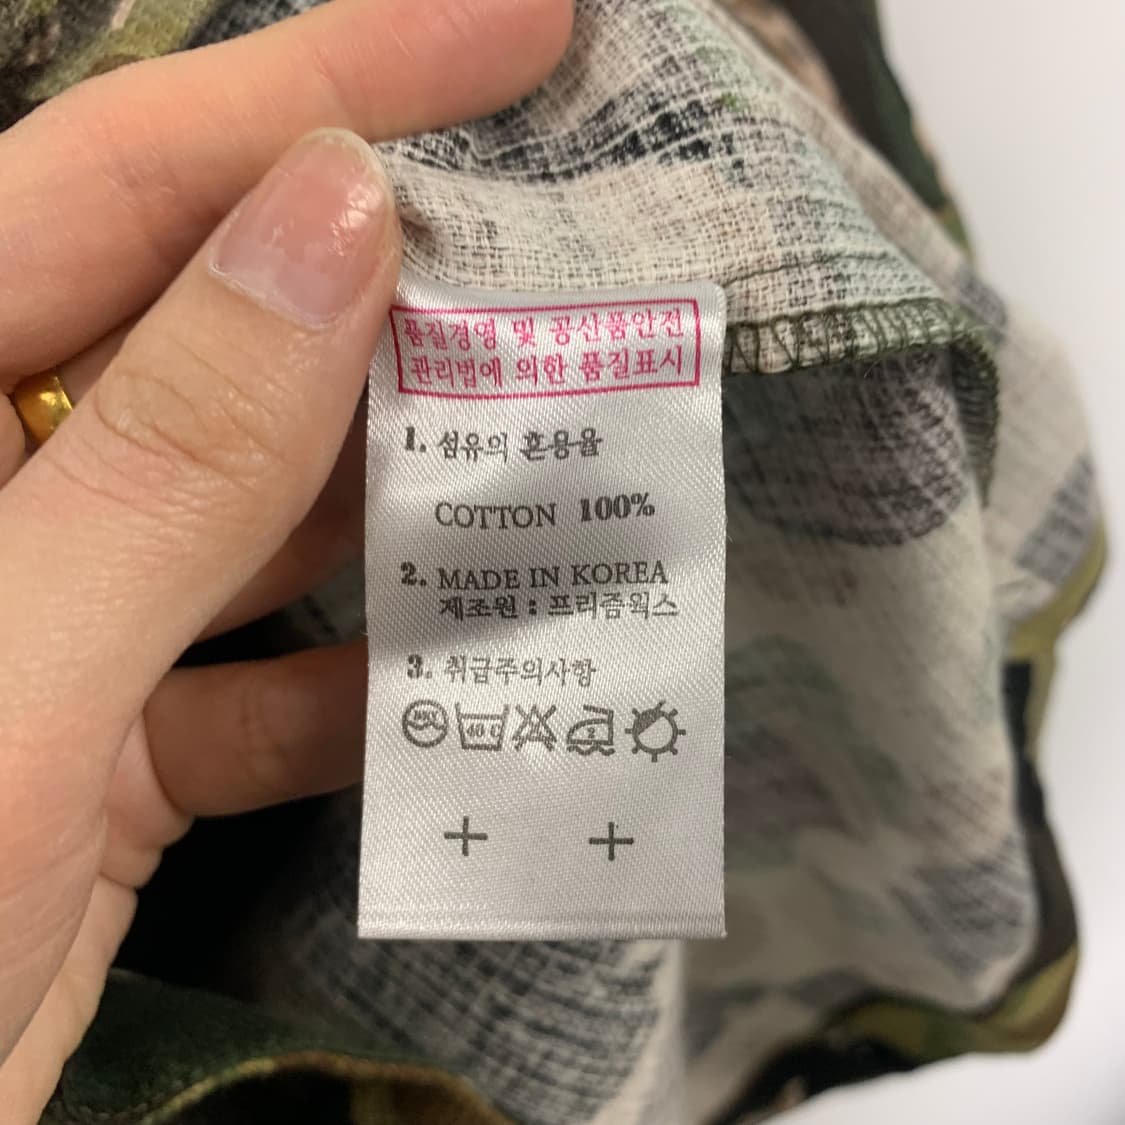 품질경영 및 공산품안전
관리법에 의한 품질표시
1. 섬유의 혼용율
COTTON 100%
2. MADE IN KOREA
제조원 : 프리즘웍스
3. 취급주의사항
40 C